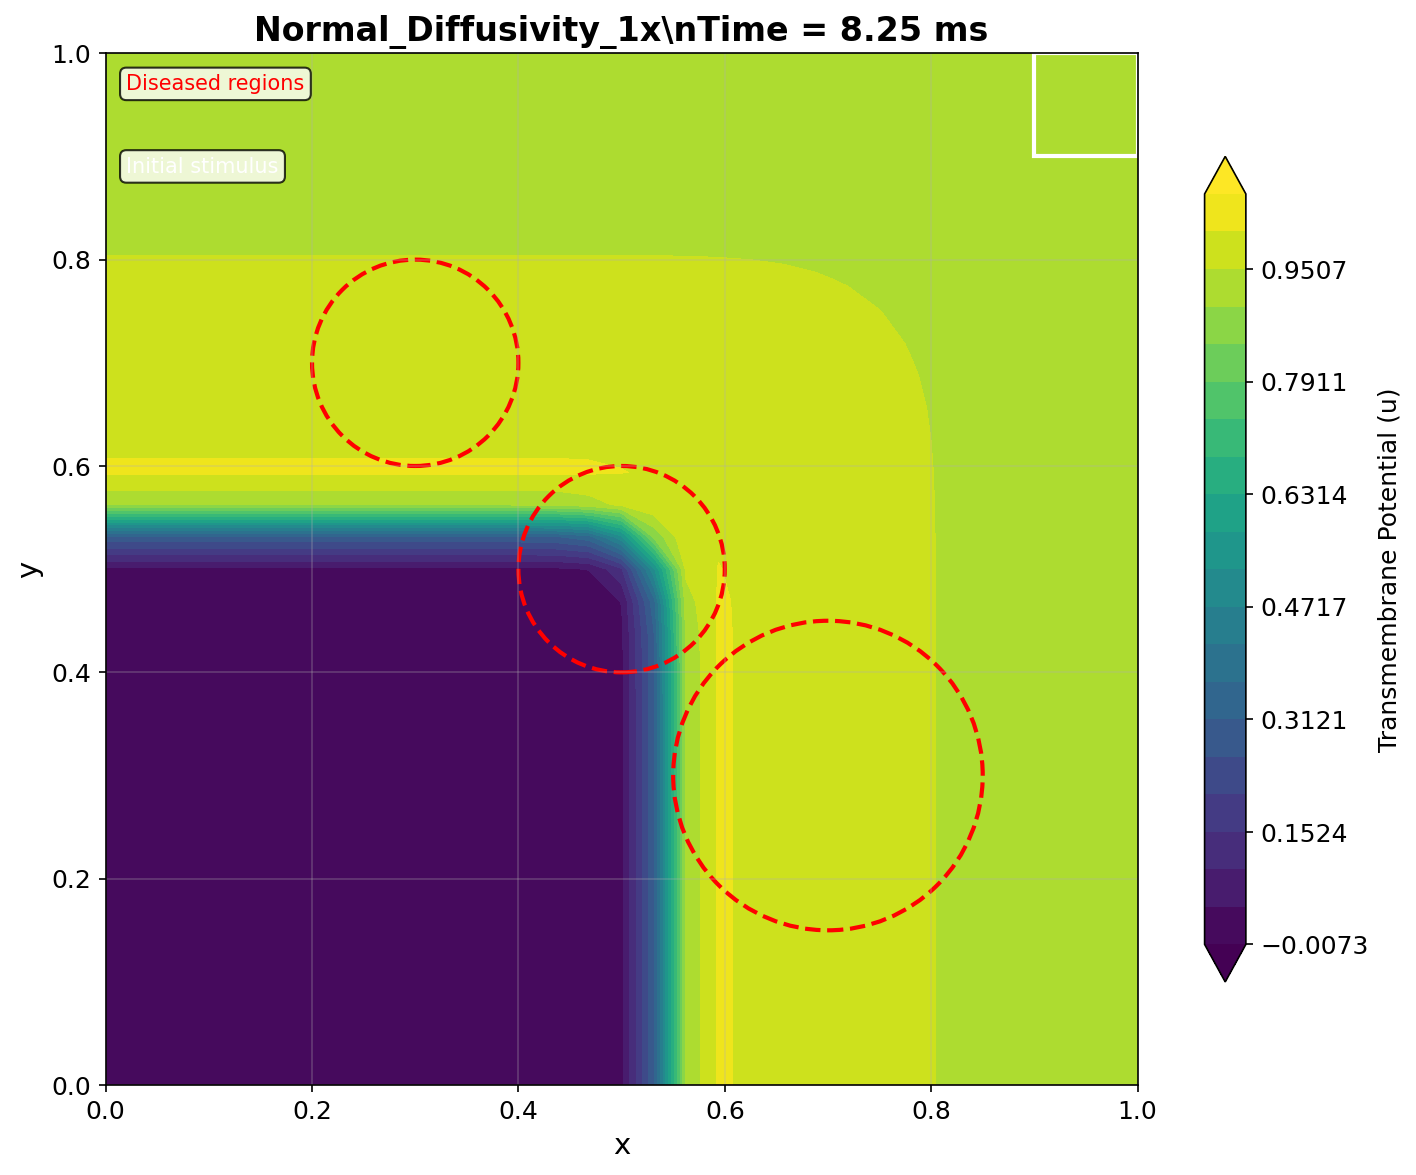 Normal_Diffusivity_1x\nTime = 8.25 ms
Diseased regions
Initial stimulus
1.0
0.8
0.6
0.4
0.2
0.0
y
0.0 0.2 0.4 0.6 0.8 1.0
x
0.9507
0.7911
0.6314
0.4717
0.3121
0.1524
−0.0073
Transmembrane Potential (u)